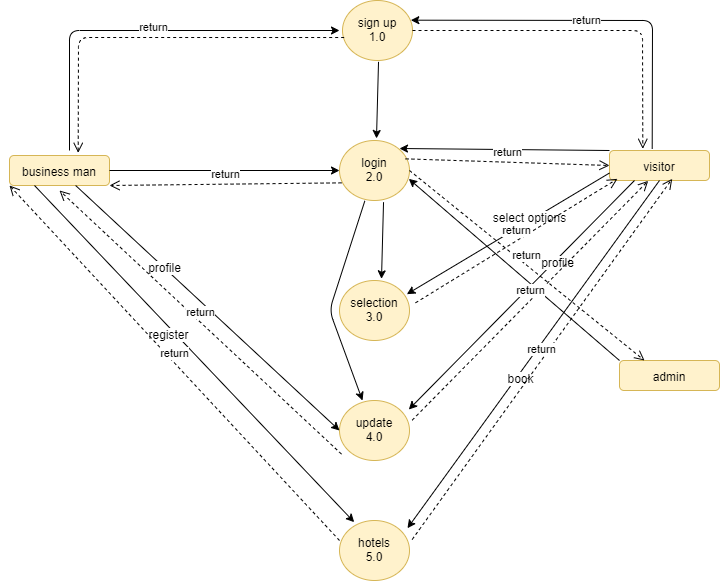 sign up
1.0
return
return
login
2.0
return
business man
return
visitor
select options
return
return
profile
profile
return
selection
3.0
return
register
return
return
admin
book
update
4.0
hotels
5.0